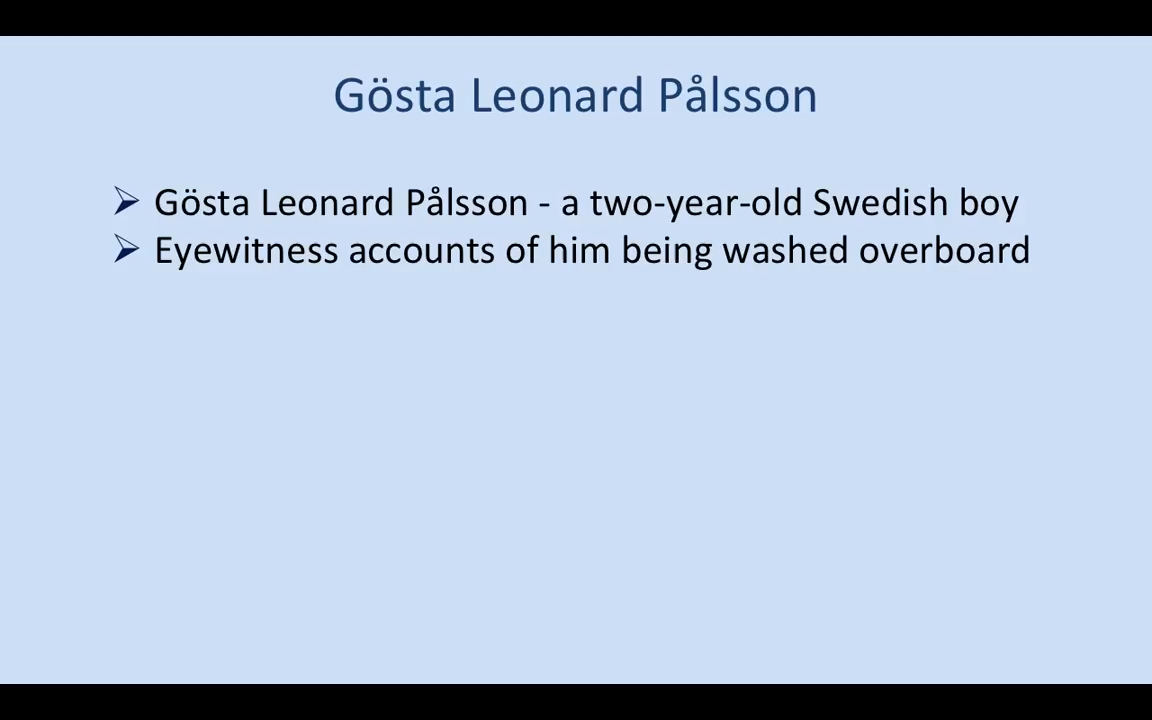 Gösta Leonard Pålsson
➢ Gösta Leonard Pålsson - a two-year-old Swedish boy
➢ Eyewitness accounts of him being washed overboard